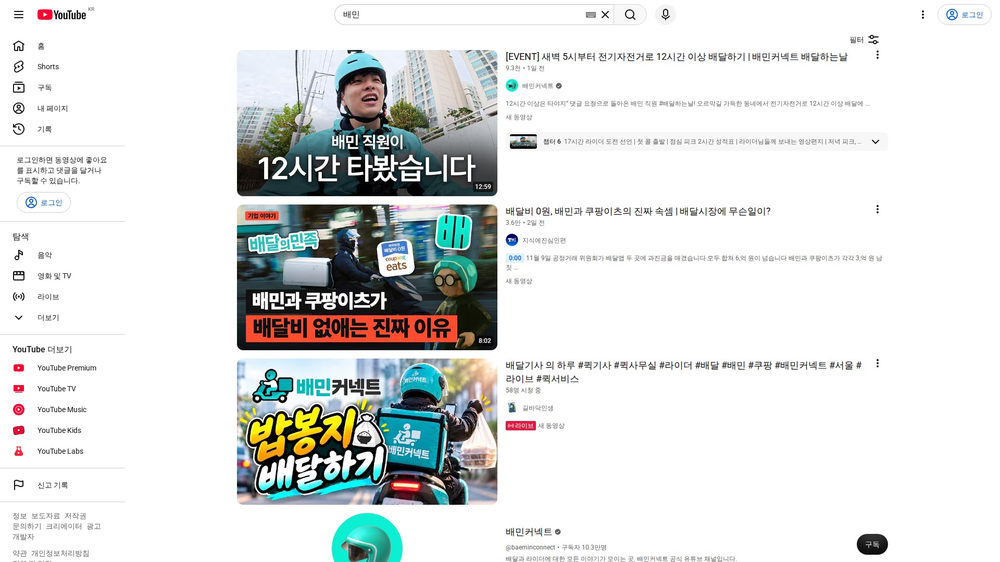 YouTube KR
배민
로그인
홈
Shorts
구독
내 페이지
기록
로그인하면 동영상에 좋아요
를 표시하고 댓글을 달거나
구독할 수 있습니다.
로그인
탐색
음악
영화 및 TV
라이브
더보기
YouTube 더보기
YouTube Premium
YouTube TV
YouTube Music
YouTube Kids
YouTube Labs
신고 기록
정보 보도자료 저작권
문의하기 크리에이터 광고
개발자
약관 개인정보처리방침
필터
배민 직원이
12시간 타봤습니다
12:59
[EVENT] 새벽 5시부터 전기자전거로 12시간 이상 배달하기 | 배민커넥트 배달하는날
9.3천 • 1일 전
배민커넥트
12시간 이상은 타야지" 댓글 요청으로 돌아온 배민 직원 #배달하는날! 오르막길 가득한 동네에서 전기자전거로 12시간 이상 배달에 ...
새 동영상
챕터 6 17시간 라이더 도전 선언 | 첫 콜 출발 | 점심 피크 2시간 성적표 | 라이더님들께 보내는 영상편지 | 저녁 피크, ...
기업 이야기
배달의민족
배
배달비 0원
coupang
eats
배민과 쿠팡이츠가
배달비 없애는 진짜 이유
8:02
배달비 0원, 배민과 쿠팡이츠의 진짜 속셈 | 배달시장에 무슨일이?
3.6만 • 2일 전
지식에진심인편
0:00 11월 9일 공정거래 위원회가 배달앱 두 곳에 과진금을 매겼습니다 모두 합쳐 6억 원이 넘습니다 배민과 쿠팡이츠가 각각 3,억 원 남
짓 ...
새 동영상
배민커넥트
밥봉지
배달하기
배민커넥트
배민커넥트
배달기사 의 하루 #퀵기사 #퀵사무실 #라이더 #배달 #배민 #쿠팡 #배민커넥트 #서울 #
라이브 #퀵서비스
58명 시청 중
길바닥인생
라이브 새 동영상
배민커넥트
@baeminconnect • 구독자 10.3만명
배달과 라이더에 대한 모든 이야기가 모이는 곳. 배민커넥트 공식 유튜브 채널입니다.
구독